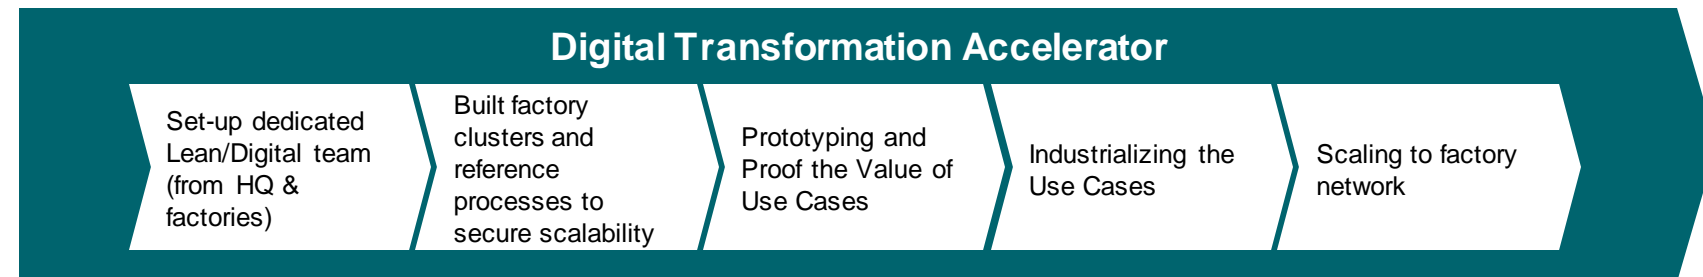 Digital Transformation Accelerator
Set-up dedicated
Lean/Digital team
(from HQ &
factories)
Built factory
clusters and
reference
processes to
secure scalability
Prototyping and
Proof the Value of
Use Cases
Industrializing the
Use Cases
Scaling to factory
network